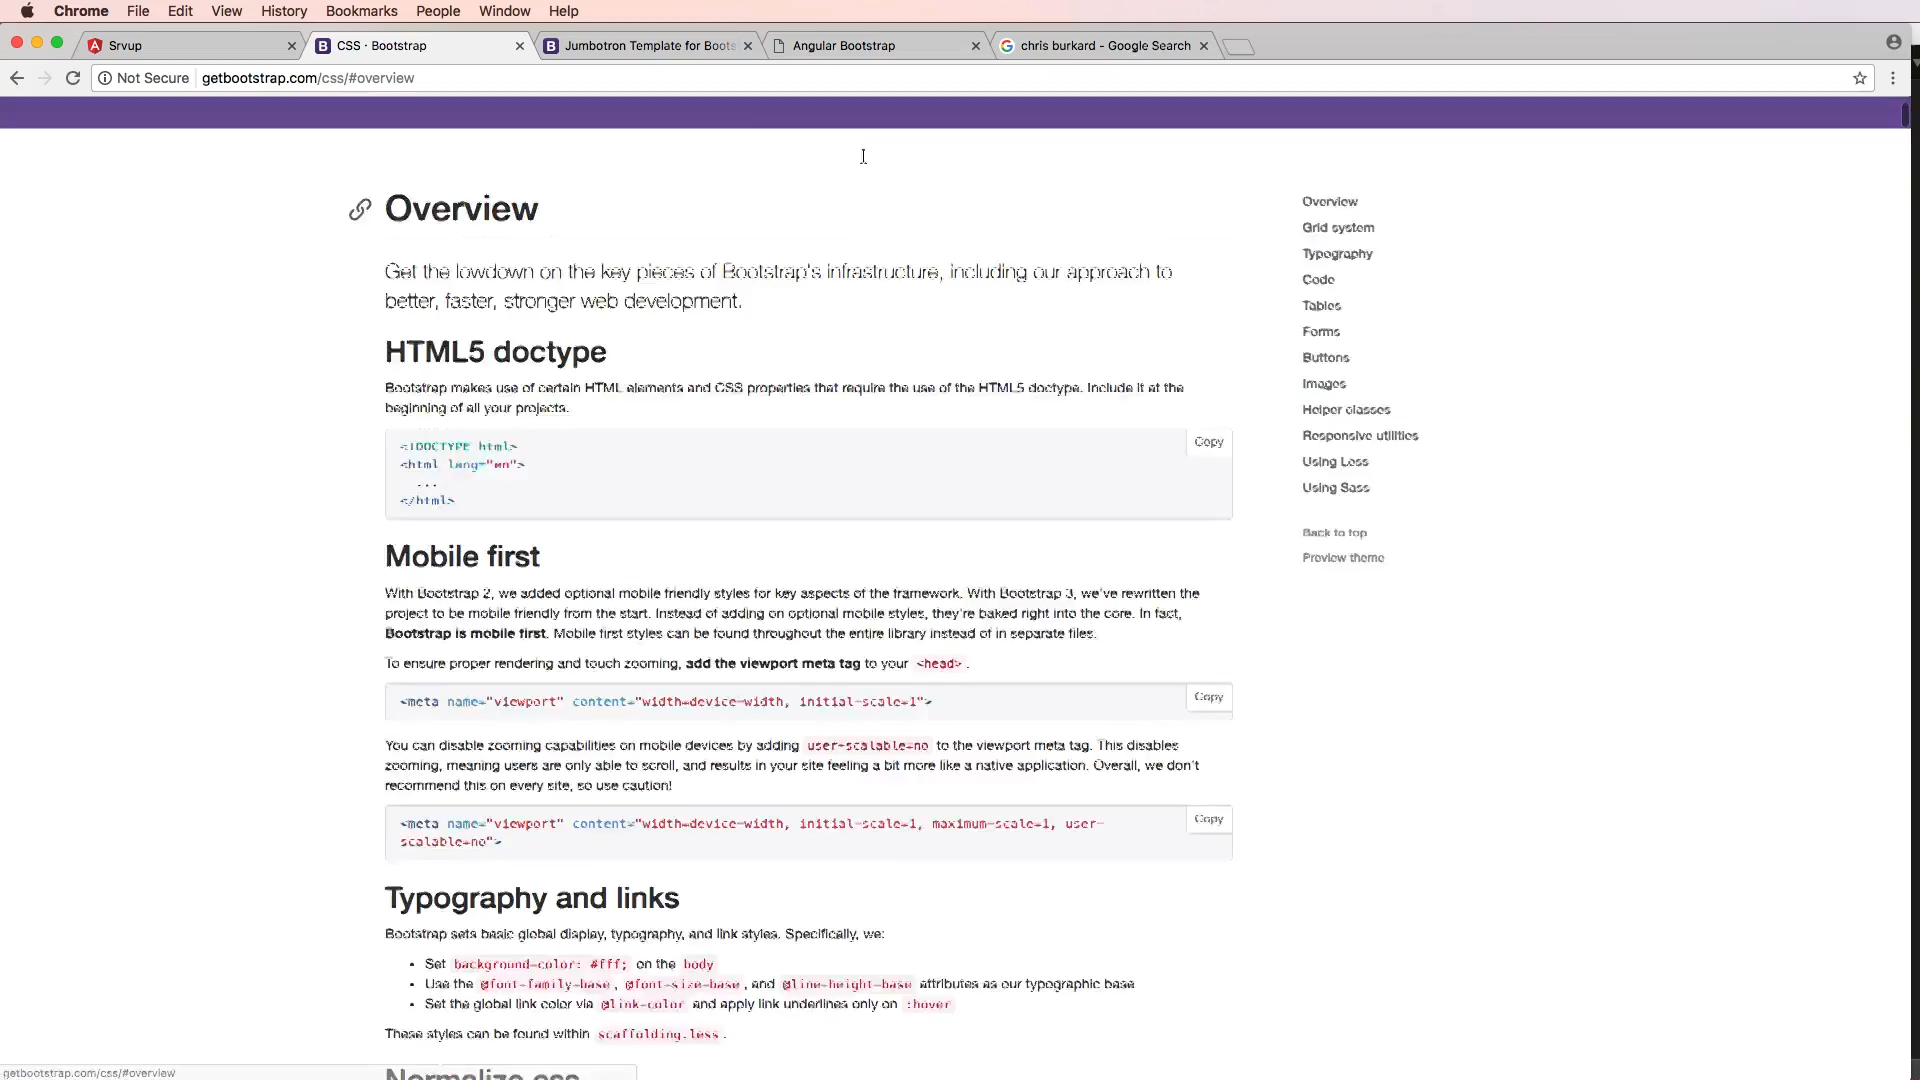 Chrome File Edit View History Bookmarks People Window Help
Srvup
CSS · Bootstrap
Jumbotron Template for Boots
Angular Bootstrap
chris burkard - Google Search
Not Secure getbootstrap.com/css/#overview
Overview
Get the lowdown on the key pieces of Bootstrap's infrastructure, including our approach to
better, faster, stronger web development.
HTML5 doctype
Bootstrap makes use of certain HTML elements and CSS properties that require the use of the HTML5 doctype. Include it at the
beginning of all your projects.
Copy
<!DOCTYPE html>
<html lang="en">
...
</html>
Mobile first
With Bootstrap 2, we added optional mobile friendly styles for key aspects of the framework. With Bootstrap 3, we've rewritten the
project to be mobile friendly from the start. Instead of adding on optional mobile styles, they're baked right into the core. In fact,
Bootstrap is mobile first. Mobile first styles can be found throughout the entire library instead of in separate files.
To ensure proper rendering and touch zooming, add the viewport meta tag to your <head>.
Copy
<meta name="viewport" content="width=device-width, initial-scale=1">
You can disable zooming capabilities on mobile devices by adding user-scalable=no to the viewport meta tag. This disables
zooming, meaning users are only able to scroll, and results in your site feeling a bit more like a native application. Overall, we don't
recommend this on every site, so use caution!
Copy
<meta name="viewport" content="width=device-width, initial-scale=1, maximum-scale=1, user-
scalable=no">
Typography and links
Bootstrap sets basic global display, typography, and link styles. Specifically, we:
• Set background-color: #fff; on the body
• Use the @font-family-base, @font-size-base, and @line-height-base attributes as our typographic base
• Set the global link color via @link-color and apply link underlines only on :hover
These styles can be found within scaffolding.less.
Normalize.css
Overview
Grid system
Typography
Code
Tables
Forms
Buttons
Images
Helper classes
Responsive utilities
Using Less
Using Sass
Back to top
Preview theme
getbootstrap.com/css/#overview